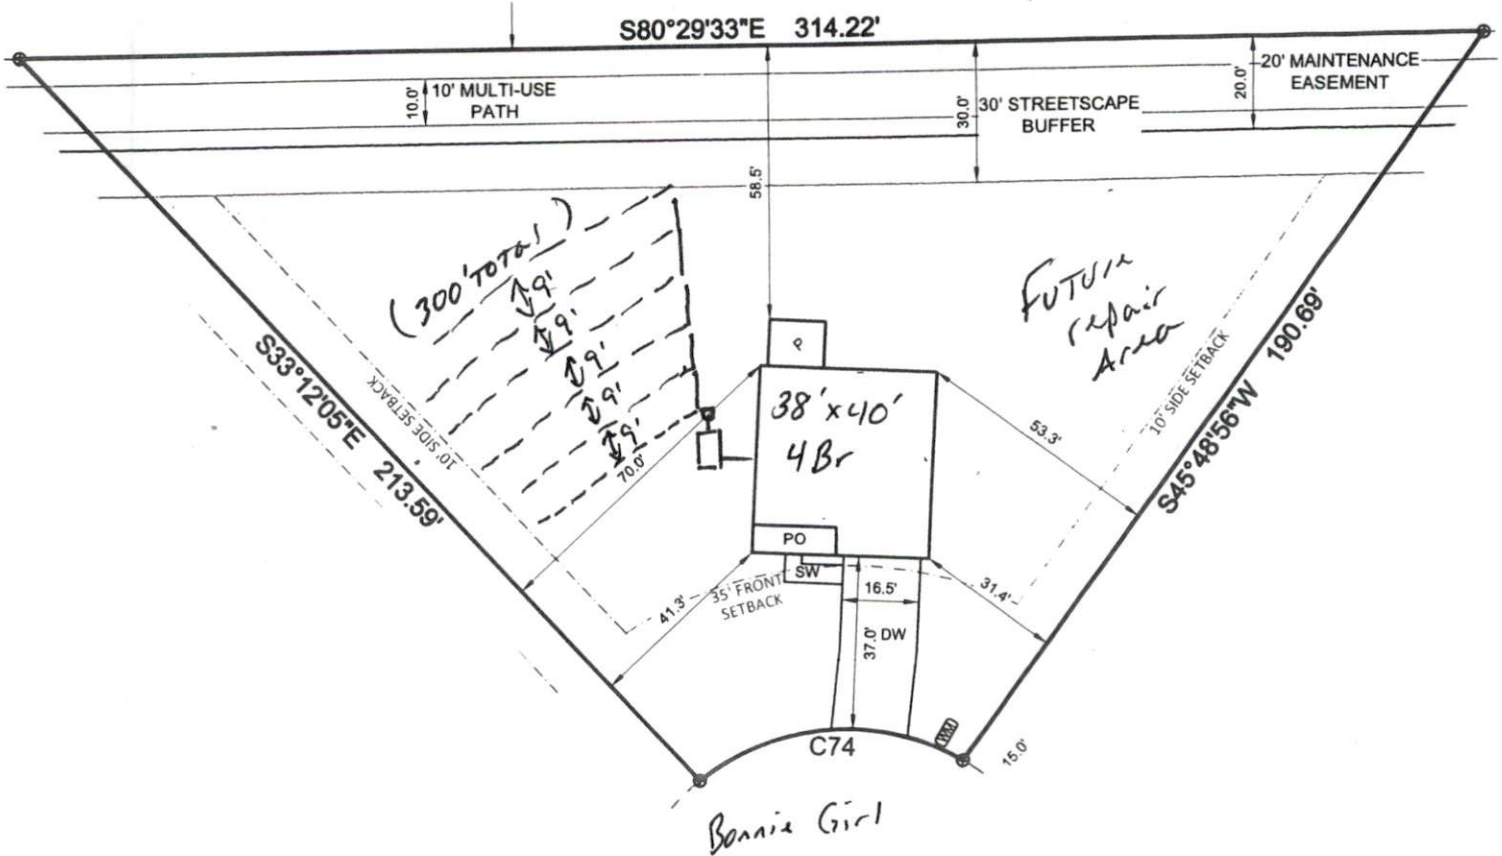 S80°29'33"E 314.22'
20' MAINTENANCE
EASEMENT
20.0'
10' MULTI-USE
PATH
10.0'
30' STREETSCAPE
BUFFER
30.0'
58.5'
(300' TOTAL)
9'
9'
9'
9'
9'
70.0'
Future
repair
Area
S33°12'05"E 213.59'
10' SIDE SETBACK
10' SIDE SETBACK
S45°48'56"W 190.69'
P
38' x 40'
4 Br
53.3'
PO
SW
35' FRONT
SETBACK
41.3'
16.5'
31.4'
37.0'
DW
WM
C74
15.0'
Bonnie Girl